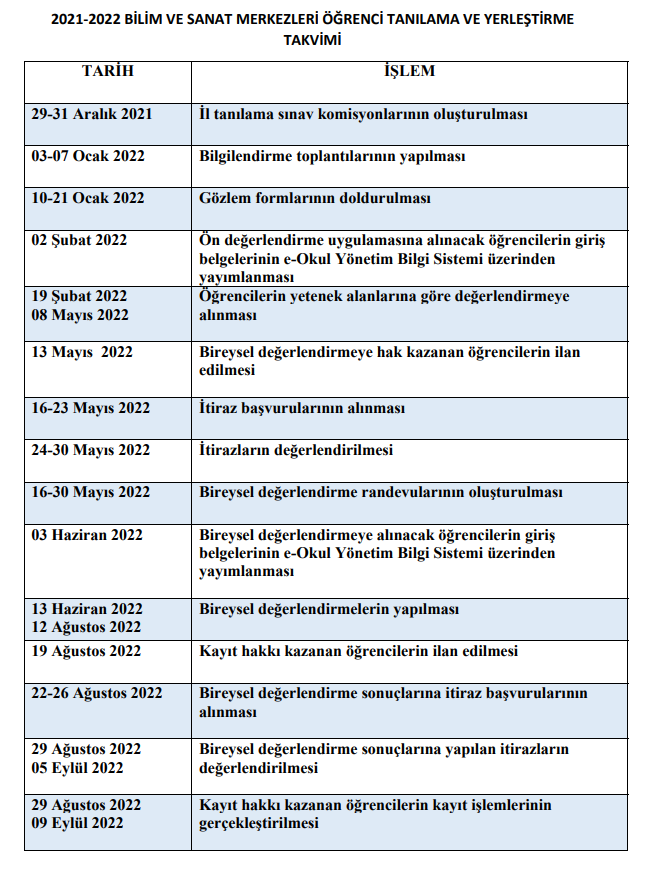 2021-2022 BİLİM VE SANAT MERKEZLERİ ÖĞRENCİ TANILAMA VE YERLEŞTİRME
TAKVİMİ
TARİH
İŞLEM
29-31 Aralık 2021
İl tanılama sınav komisyonlarının oluşturulması
03-07 Ocak 2022
Bilgilendirme toplantılarının yapılması
10-21 Ocak 2022
Gözlem formlarının doldurulması
02 Şubat 2022
Ön değerlendirme uygulamasına alınacak öğrencilerin giriş
belgelerinin e-Okul Yönetim Bilgi Sistemi üzerinden
yayımlanması
19 Şubat 2022
08 Mayıs 2022
Öğrencilerin yetenek alanlarına göre değerlendirmeye
alınması
13 Mayıs  2022
Bireysel değerlendirmeye hak kazanan öğrencilerin ilan
edilmesi
16-23 Mayıs 2022
İtiraz başvurularının alınması
24-30 Mayıs 2022
İtirazların değerlendirilmesi
16-30 Mayıs 2022
Bireysel değerlendirme randevularının oluşturulması
03 Haziran 2022
Bireysel değerlendirmeye alınacak öğrencilerin giriş
belgelerinin e-Okul Yönetim Bilgi Sistemi üzerinden
yayımlanması
13 Haziran 2022
12 Ağustos 2022
Bireysel değerlendirmelerin yapılması
19 Ağustos 2022
Kayıt hakkı kazanan öğrencilerin ilan edilmesi
22-26 Ağustos 2022
Bireysel değerlendirme sonuçlarına itiraz başvurularının
alınması
29 Ağustos 2022
05 Eylül 2022
Bireysel değerlendirme sonuçlarına yapılan itirazların
değerlendirilmesi
29 Ağustos 2022
09 Eylül 2022
Kayıt hakkı kazanan öğrencilerin kayıt işlemlerinin
gerçekleştirilmesi